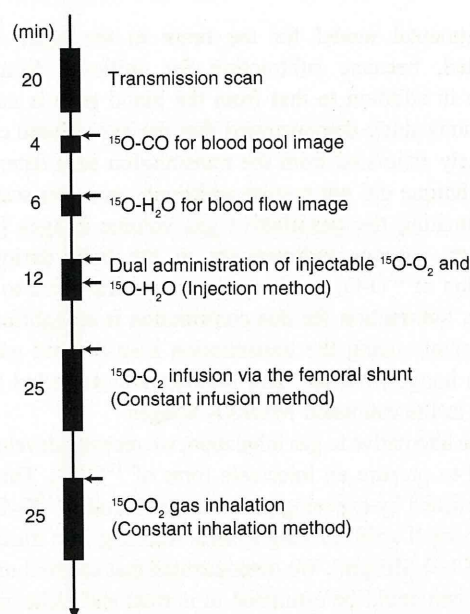 (min)
20 Transmission scan
4 ¹⁵O-CO for blood pool image
6 ¹⁵O-H₂O for blood flow image
Dual administration of injectable ¹⁵O-O₂ and
12 ¹⁵O-H₂O (Injection method)
¹⁵O-O₂ infusion via the femoral shunt
25 (Constant infusion method)
¹⁵O-O₂ gas inhalation
25 (Constant inhalation method)